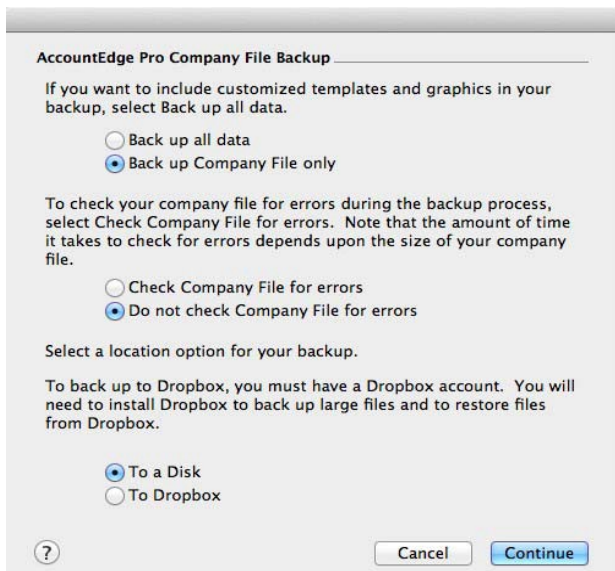 AccountEdge Pro Company File Backup
If you want to include customized templates and graphics in your
backup, select Back up all data.
Back up all data
Back up Company File only
To check your company file for errors during the backup process,
select Check Company File for errors.  Note that the amount of time
it takes to check for errors depends upon the size of your company
file.
Check Company File for errors
Do not check Company File for errors
Select a location option for your backup.
To back up to Dropbox, you must have a Dropbox account.  You will
need to install Dropbox to back up large files and to restore files
from Dropbox.
To a Disk
To Dropbox
?
Cancel
Continue